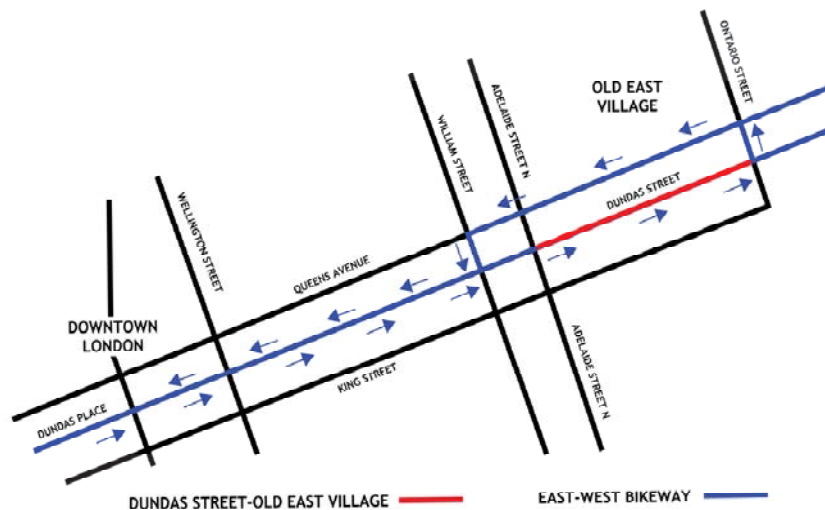 ONTARIO STREET
OLD EAST
VILLAGE
ADELAIDE STREET N
WILLIAM STREET
WELLINGTON STREET
DUNDAS STREET
QUEENS AVENUE
DOWNTOWN
LONDON
ADELAIDE STREET N
KING STREET
DUNDAS PLACE
DUNDAS STREET-OLD EAST VILLAGE
EAST-WEST BIKEWAY